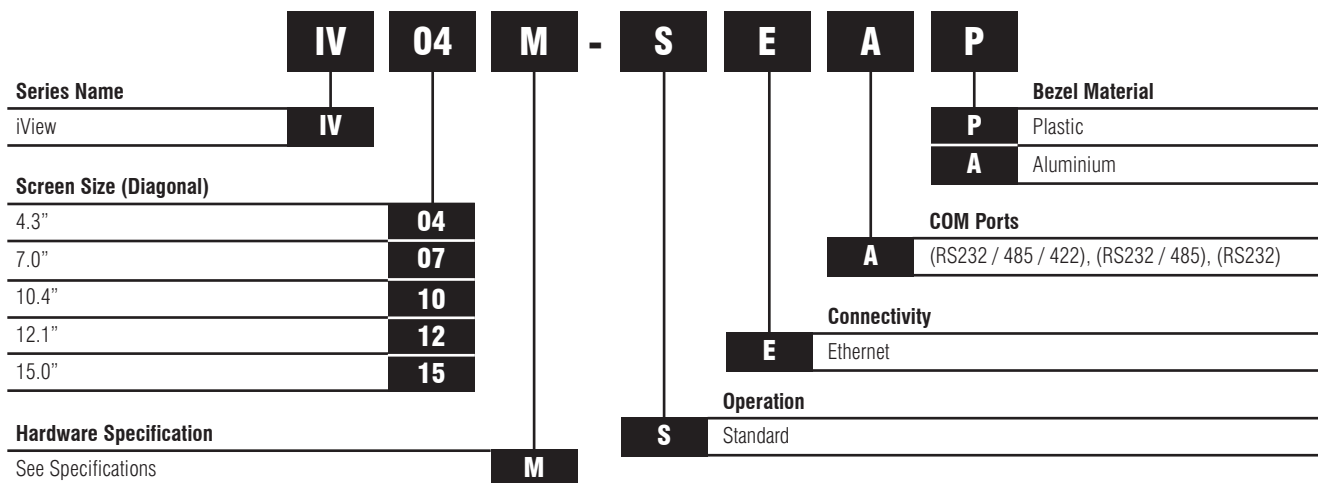 IV 04 M - S E A P
Series Name
iView IV
Screen Size (Diagonal)
4.3” 04
7.0” 07
10.4” 10
12.1” 12
15.0” 15
Hardware Specification
See Specifications M
Bezel Material
P Plastic
A Aluminium
COM Ports
A (RS232 / 485 / 422), (RS232 / 485), (RS232)
Connectivity
E Ethernet
Operation
S Standard